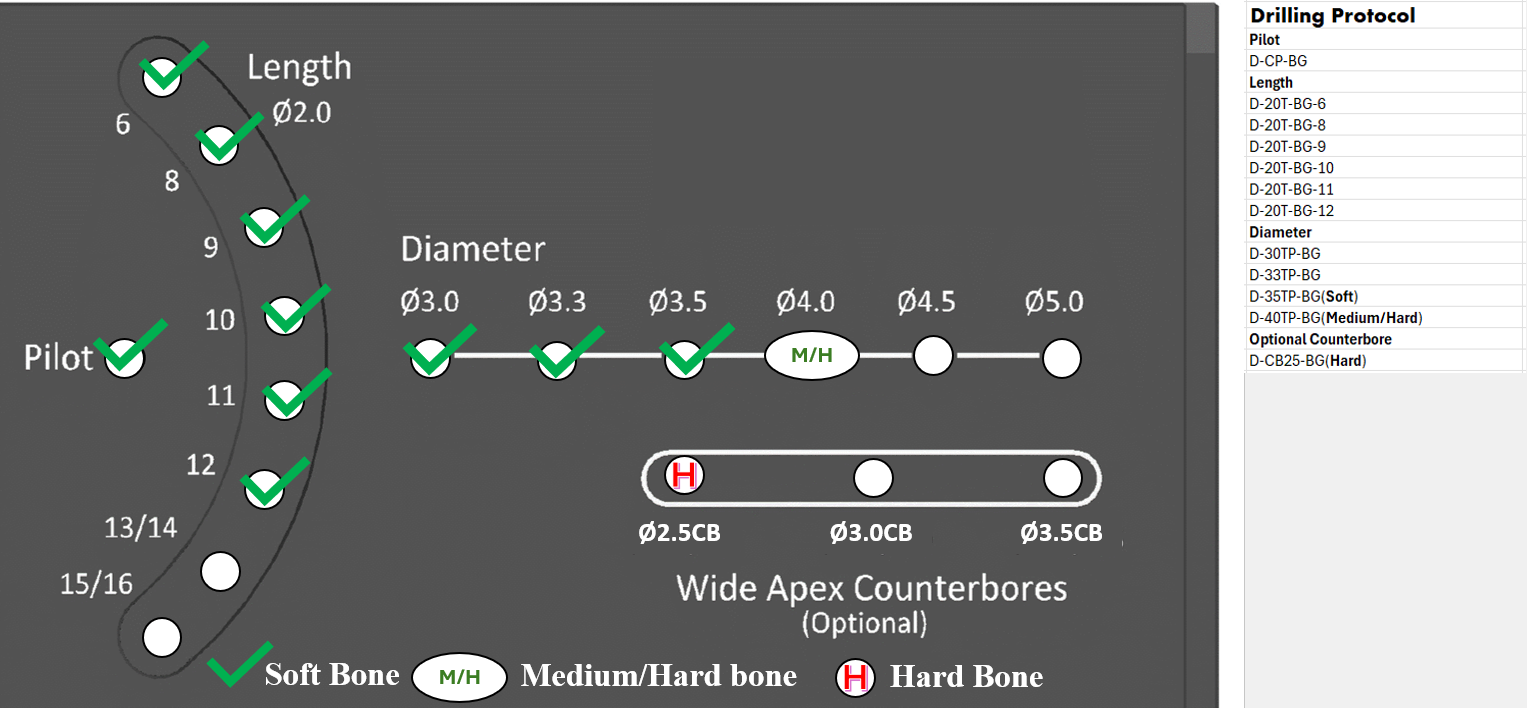 Length
Ø2.0
6
8
9
10
Pilot
11
12
13/14
15/16
Diameter
Ø3.0 Ø3.3 Ø3.5 Ø4.0 Ø4.5 Ø5.0
M/H
H
Ø2.5CB Ø3.0CB Ø3.5CB
Wide Apex Counterbores
(Optional)
Soft Bone M/H Medium/Hard bone H Hard Bone
Drilling Protocol
Pilot
D-CP-BG
Length
D-20T-BG-6
D-20T-BG-8
D-20T-BG-9
D-20T-BG-10
D-20T-BG-11
D-20T-BG-12
Diameter
D-30TP-BG
D-33TP-BG
D-35TP-BG(Soft)
D-40TP-BG(Medium/Hard)
Optional Counterbore
D-CB25-BG(Hard)